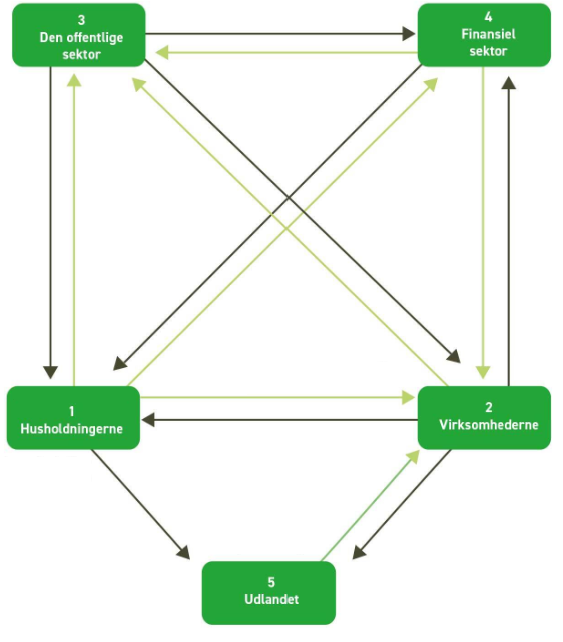 3
Den offentlige
sektor
4
Finansiel
sektor
1
Husholdningerne
2
Virksomhederne
5
Udlandet